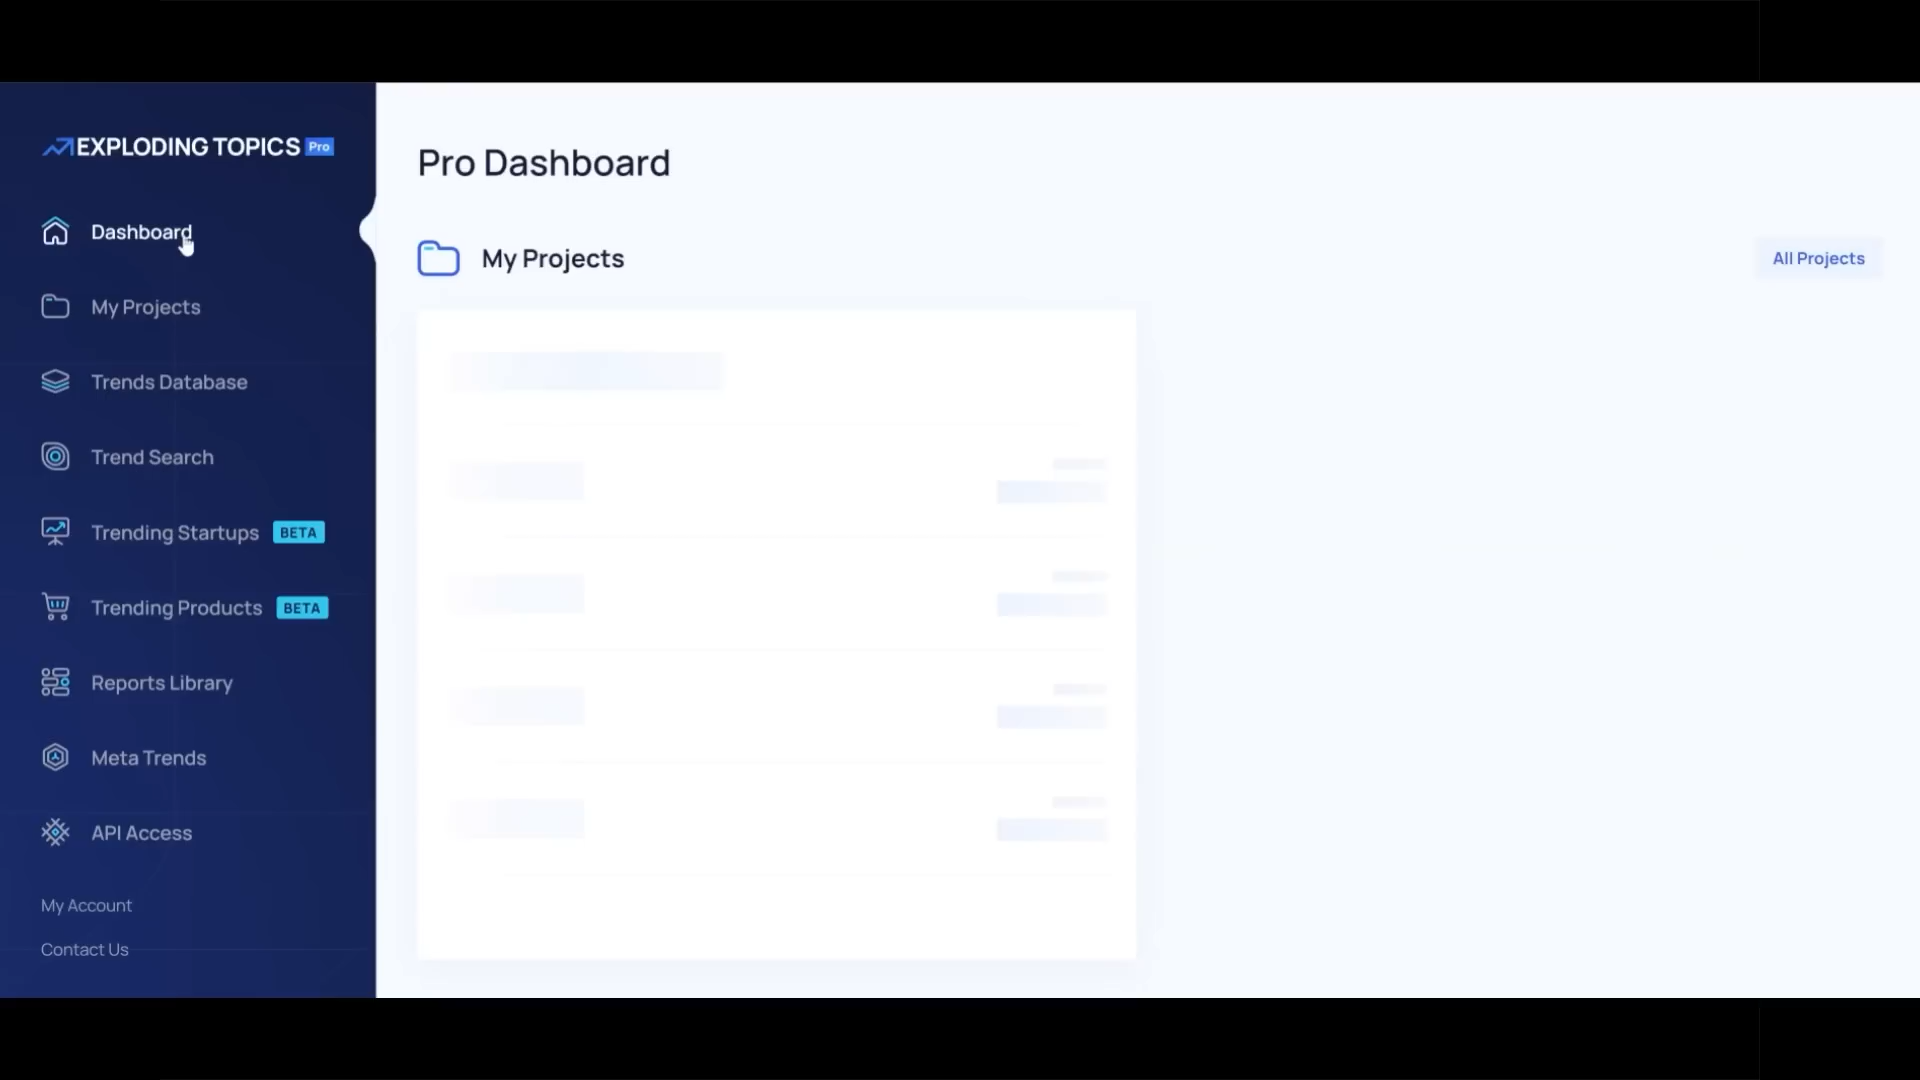 EXPLODING TOPICS Pro
Dashboard
My Projects
Trends Database
Trend Search
Trending Startups BETA
Trending Products BETA
Reports Library
Meta Trends
API Access
My Account
Contact Us
Pro Dashboard
My Projects
All Projects